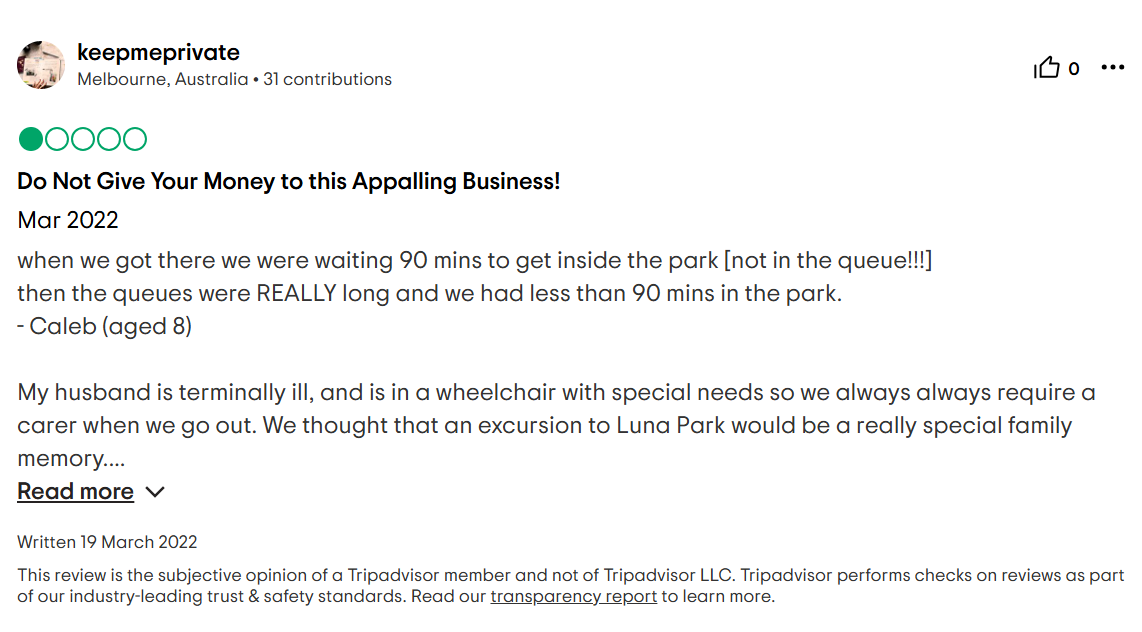 keepmeprivate
Melbourne, Australia • 31 contributions
0
Do Not Give Your Money to this Appalling Business!
Mar 2022
when we got there we were waiting 90 mins to get inside the park [not in the queue!!!]
then the queues were REALLY long and we had less than 90 mins in the park.
- Caleb (aged 8)
My husband is terminally ill, and is in a wheelchair with special needs so we always always require a
carer when we go out. We thought that an excursion to Luna Park would be a really special family
memory....
Read more
Written 19 March 2022
This review is the subjective opinion of a Tripadvisor member and not of Tripadvisor LLC. Tripadvisor performs checks on reviews as part
of our industry-leading trust & safety standards. Read our transparency report to learn more.